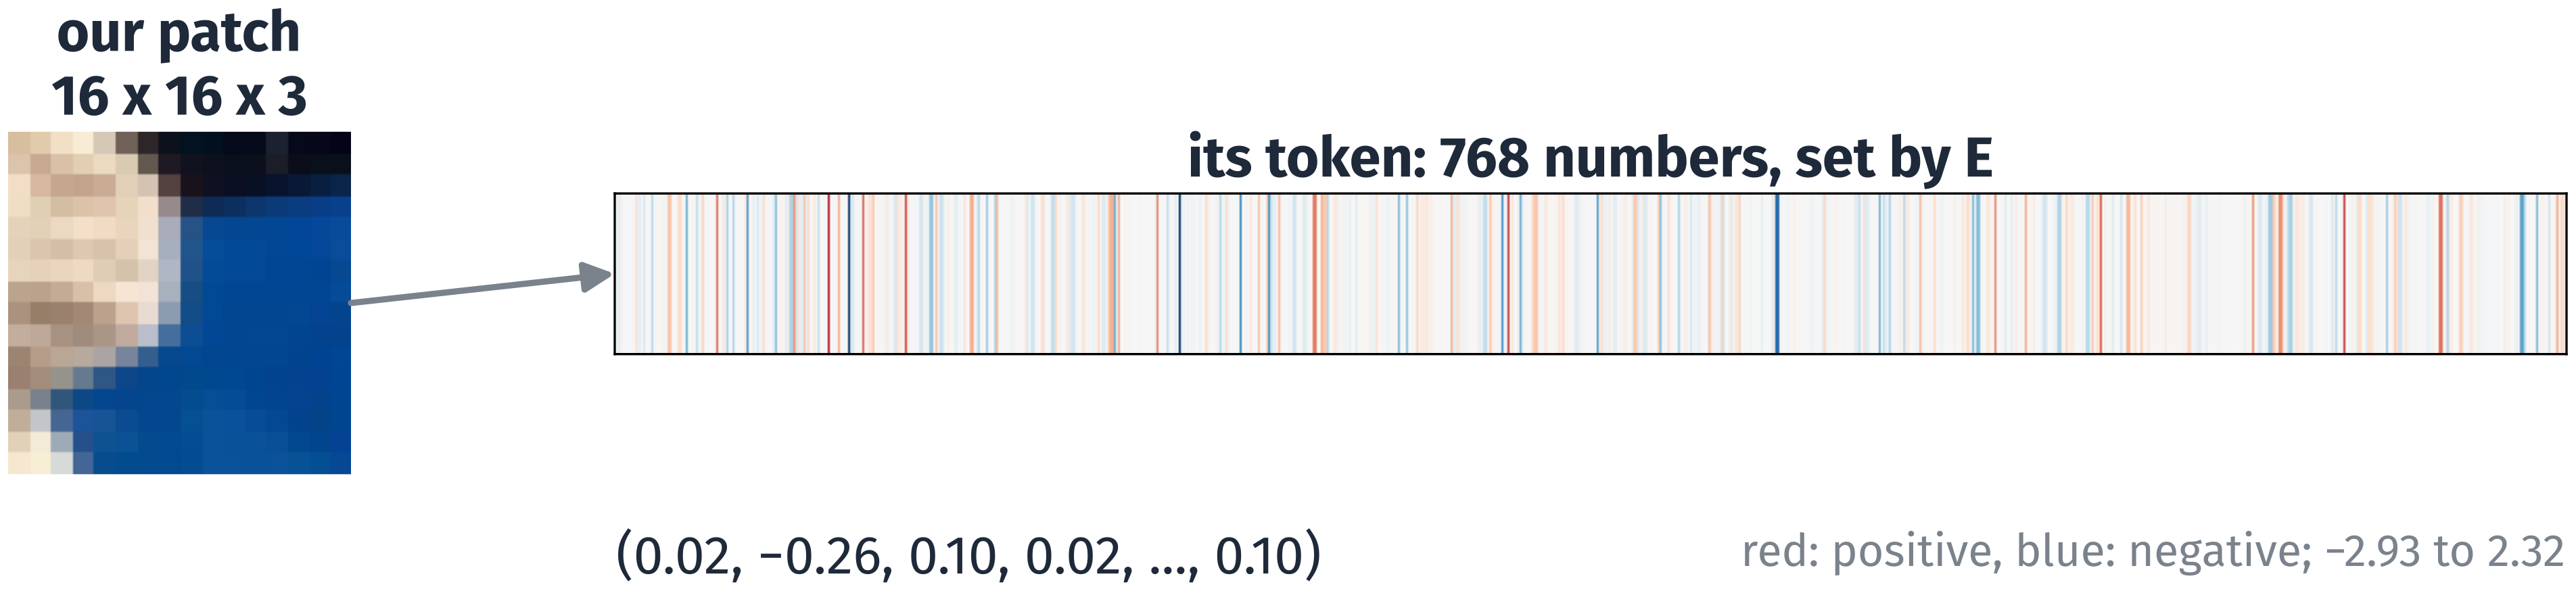 our patch
16 x 16 x 3
its token: 768 numbers, set by E
(0.02, −0.26, 0.10, 0.02, ..., 0.10)
red: positive, blue: negative; −2.93 to 2.32